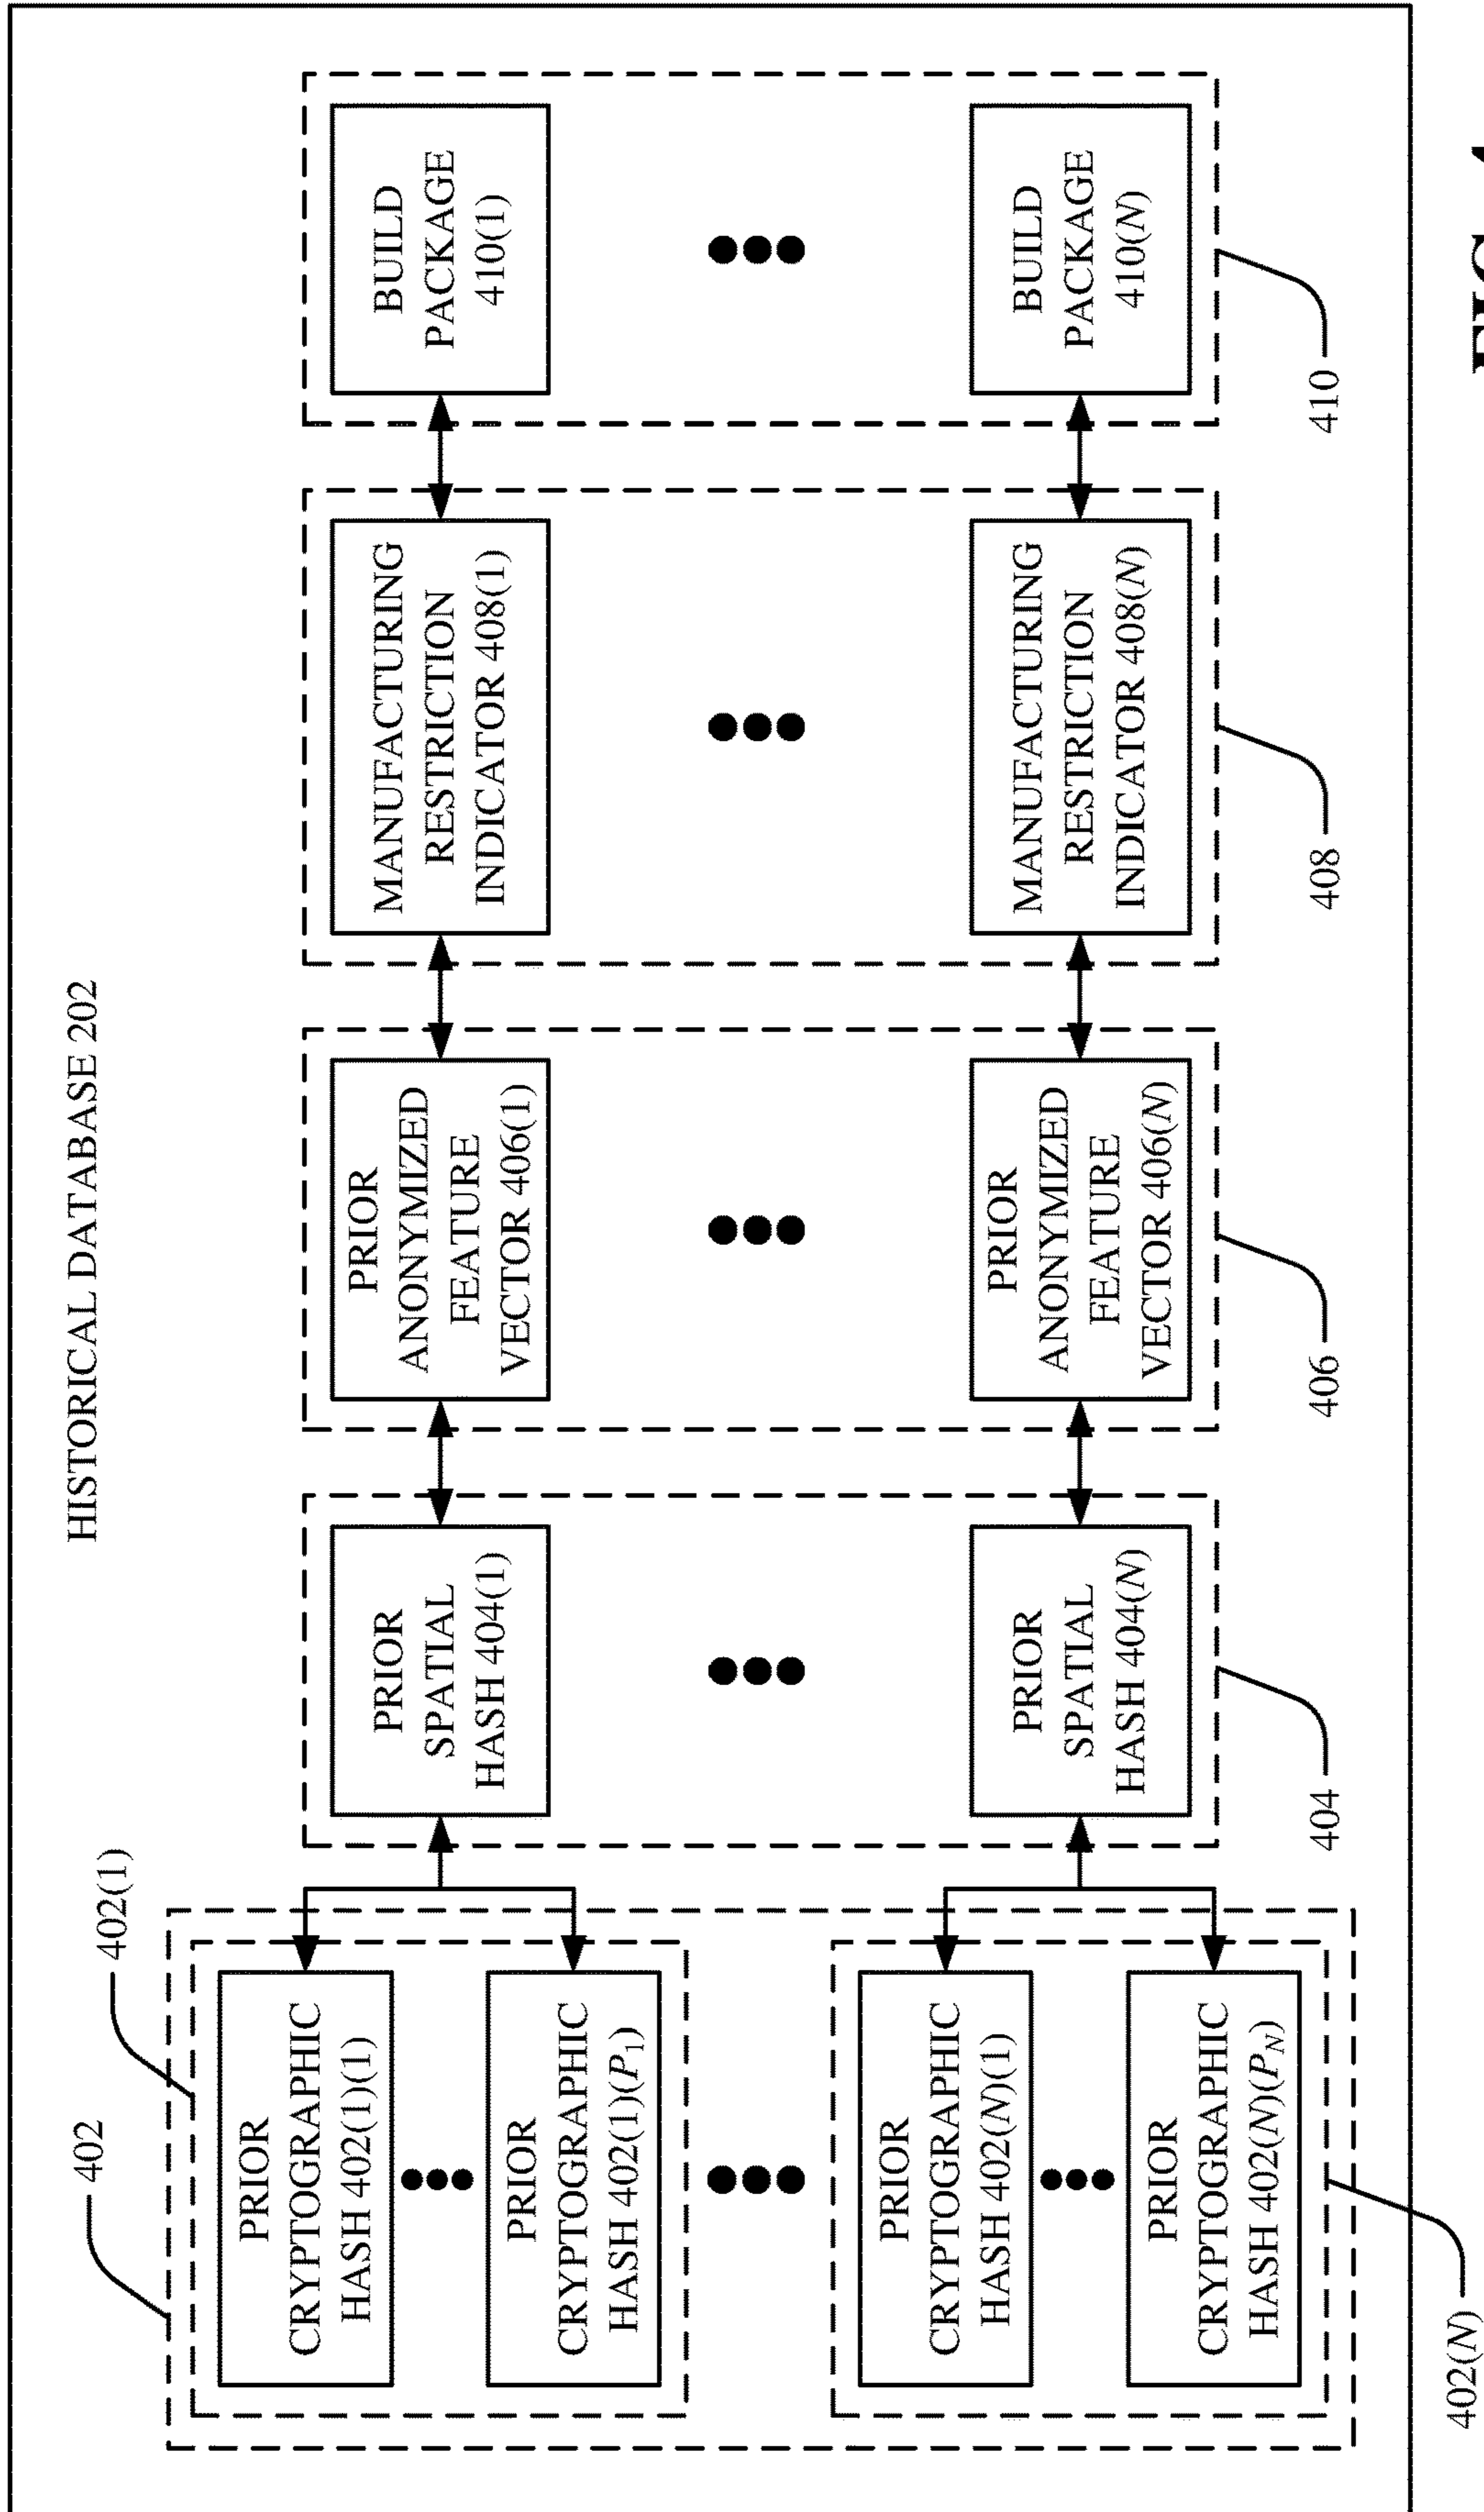 HISTORICAL DATABASE 202
402
402(1)
PRIOR
CRYPTOGRAPHIC
HASH 402(1)(1)
PRIOR
CRYPTOGRAPHIC
HASH 402(1)(P1)
PRIOR
CRYPTOGRAPHIC
HASH 402(N)(1)
PRIOR
CRYPTOGRAPHIC
HASH 402(N)(PN)
402(N)
PRIOR
SPATIAL
HASH 404(1)
PRIOR
SPATIAL
HASH 404(N)
404
PRIOR
ANONYMIZED
FEATURE
VECTOR 406(1)
PRIOR
ANONYMIZED
FEATURE
VECTOR 406(N)
406
MANUFACTURING
RESTRICTION
INDICATOR 408(1)
MANUFACTURING
RESTRICTION
INDICATOR 408(N)
408
BUILD
PACKAGE
410(1)
BUILD
PACKAGE
410(N)
410